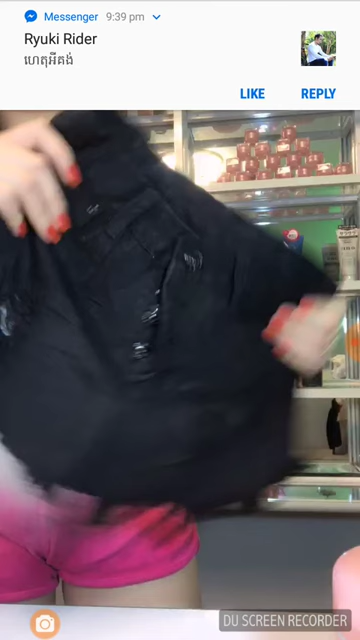 Messenger 9:39 pm
Ryuki Rider
ហេតុអីគង់
LIKE REPLY
DU SCREEN RECORDER